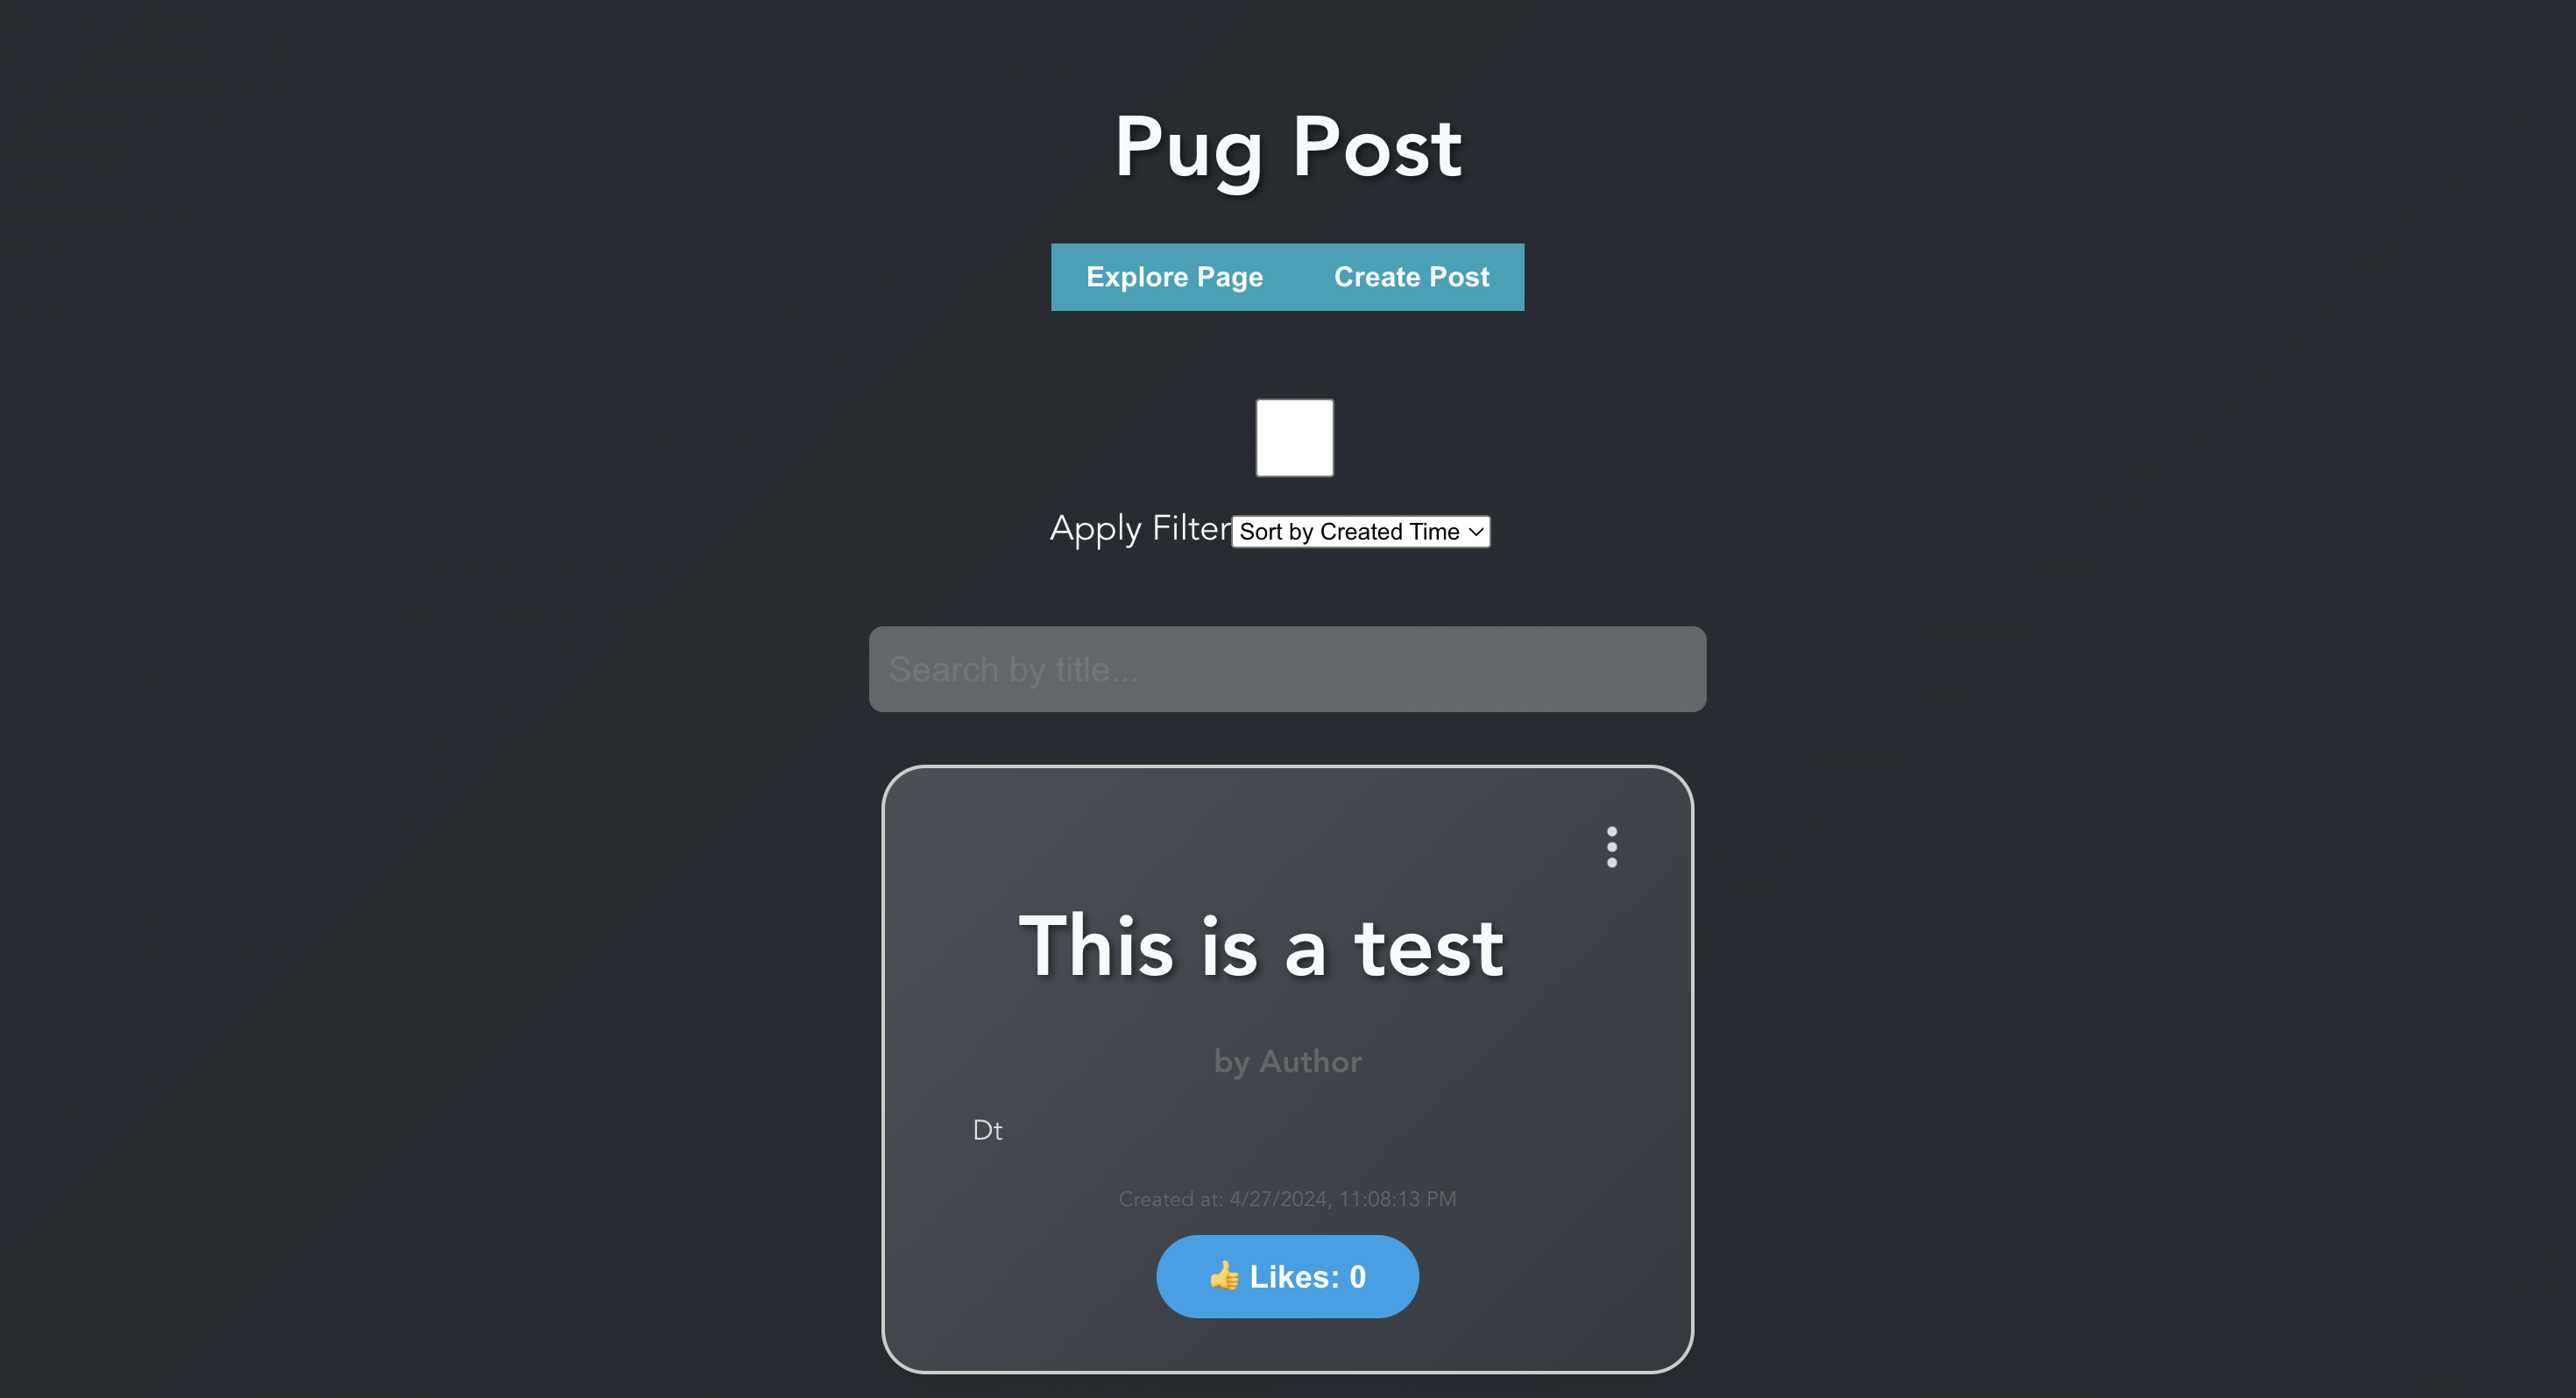 Pug Post
Explore Page Create Post
Apply Filter Sort by Created Time
Search by title...
This is a test
by Author
Dt
Created at: 4/27/2024, 11:08:13 PM
👍 Likes: 0